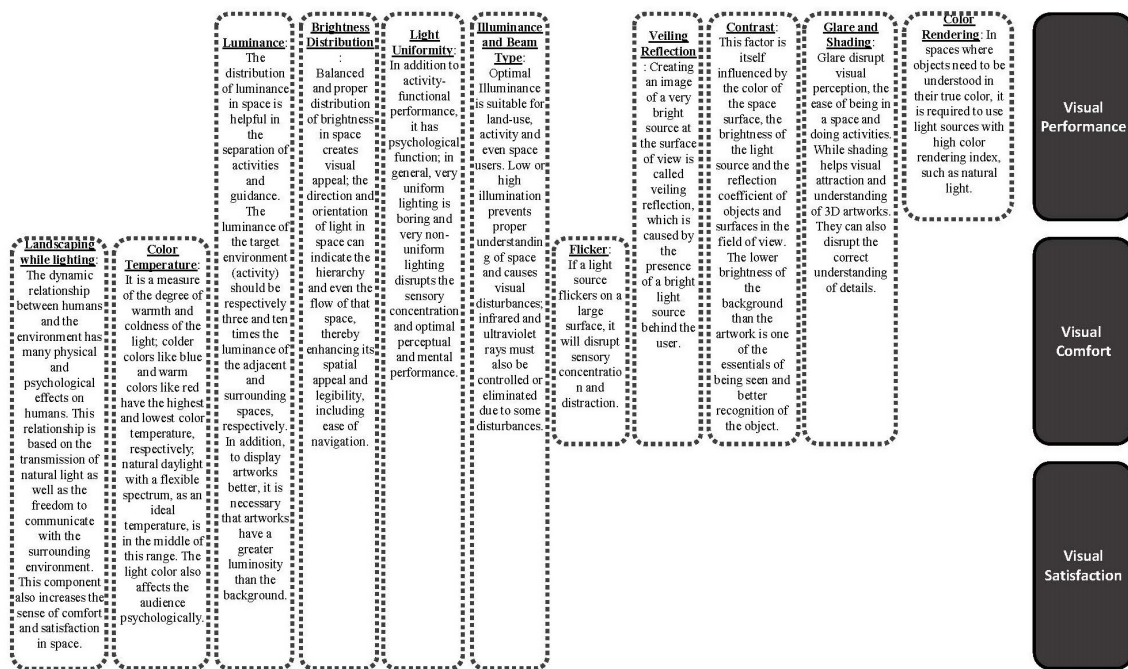 Landscaping
while lighting:
The dynamic
relationship
between humans
and the
environment has
many physical
and
psychological
effects on
humans. This
relationship is
based on the
transmission of
natural light as
well as the
freedom to
communicate
with the
surrounding
environment.
This component
also increases the
sense of comfort
and satisfaction
in space.
Color
Temperature:
It is a measure
of the degree of
warmth and
coldness of the
light; colder
colors like blue
and warm
colors like red
have the highest
and lowest color
temperature,
respectively;
natural daylight
with a flexible
spectrum, as an
ideal
temperature, is
in the middle of
this range. The
light color also
affects the
audience
psychologically.
Luminance:
The
distribution
of luminance
in space is
helpful in
the
separation of
activities
and
guidance.
The
luminance of
the target
environment
(activity)
should be
respectively
three and ten
times the
luminance of
the adjacent
and
surrounding
spaces,
respectively.
In addition,
to display
artworks
better, it is
necessary
that artworks
have a
greater
luminosity
than the
background.
Brightness
Distribution
:
Balanced
and proper
distribution
of brightness
in space
creates
visual
appeal; the
direction and
orientation
of light in
space can
indicate the
hierarchy
and even the
flow of that
space,
thereby
enhancing its
spatial
appeal and
legibility,
including
ease of
navigation.
Light
Uniformity:
In addition to
activity-
functional
performance,
it has
psychological
function; in
general, very
uniform
lighting is
boring and
very non-
uniform
lighting
disrupts the
sensory
concentration
and optimal
perceptual
and mental
performance.
Illuminance
and Beam
Type:
Optimal
Illuminance
is suitable for
land-use,
activity and
even space
users. Low or
high
illumination
prevents
proper
understandin
g of space
and causes
visual
disturbances;
infrared and
ultraviolet
rays must
also be
controlled or
eliminated
due to some
disturbances.
Flicker:
If a light
source
flickers on a
large
surface, it
will disrupt
sensory
concentratio
n and
distraction.
Veiling
Reflection
: Creating
an image
of a very
bright
source at
the surface
of view is
called
veiling
reflection,
which is
caused by
the
presence
of a bright
light
source
behind the
user.
Contrast:
This factor is
itself
influenced by
the color of
the space
surface, the
brightness of
the light
source and the
reflection
coefficient of
objects and
surfaces in the
field of view.
The lower
brightness of
the
background
than the
artwork is one
of the
essentials of
being seen and
better
recognition of
the object.
Glare and
Shading:
Glare disrupt
visual
perception, the
ease of being in
a space and
doing activities.
While shading
helps visual
attraction and
understanding
of 3D artworks.
They can also
disrupt the
correct
understanding
of details.
Color
Rendering: In
spaces where
objects need to be
understood in
their true color, it
is required to use
light sources with
high color
rendering index,
such as natural
light.
Visual
Performance
Visual
Comfort
Visual
Satisfaction